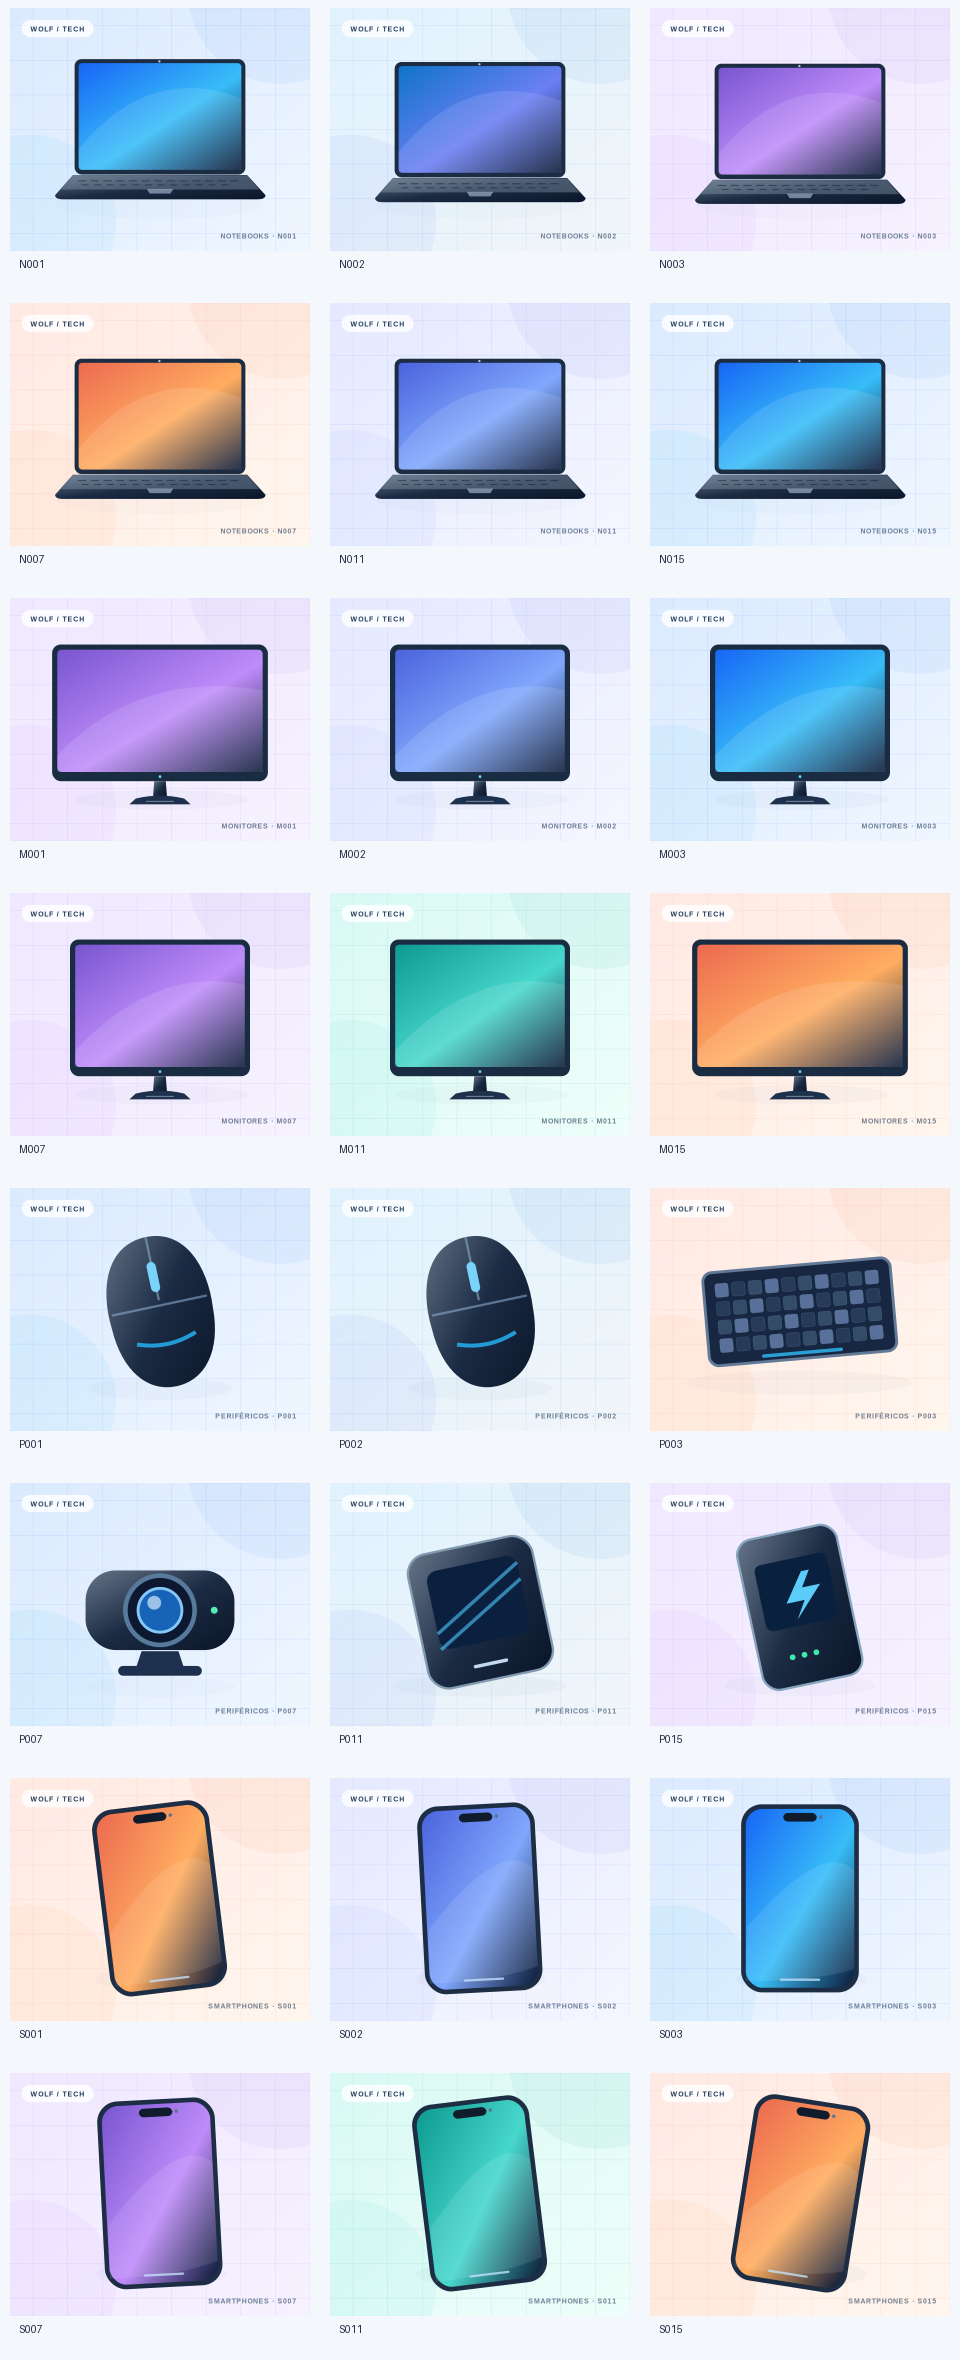 WOLF / TECH
WOLF / TECH
WOLF / TECH
NOTEBOOKS · N001
NOTEBOOKS · N002
NOTEBOOKS · N003
N001
N002
N003
WOLF / TECH
WOLF / TECH
WOLF / TECH
NOTEBOOKS · N007
NOTEBOOKS · N011
NOTEBOOKS · N015
N007
N011
N015
WOLF / TECH
WOLF / TECH
WOLF / TECH
MONITORES · M001
MONITORES · M002
MONITORES · M003
M001
M002
M003
WOLF / TECH
WOLF / TECH
WOLF / TECH
MONITORES · M007
MONITORES · M011
MONITORES · M015
M007
M011
M015
WOLF / TECH
WOLF / TECH
WOLF / TECH
PERIFÉRICOS · P001
PERIFÉRICOS · P002
PERIFÉRICOS · P003
P001
P002
P003
WOLF / TECH
WOLF / TECH
WOLF / TECH
PERIFÉRICOS · P007
PERIFÉRICOS · P011
PERIFÉRICOS · P015
P007
P011
P015
WOLF / TECH
WOLF / TECH
WOLF / TECH
SMARTPHONES · S001
SMARTPHONES · S002
SMARTPHONES · S003
S001
S002
S003
WOLF / TECH
WOLF / TECH
WOLF / TECH
SMARTPHONES · S007
SMARTPHONES · S011
SMARTPHONES · S015
S007
S011
S015